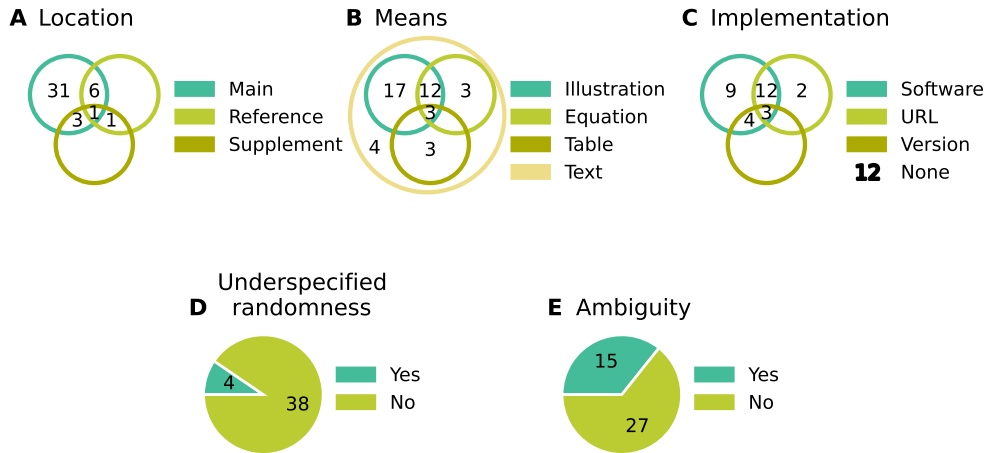 A Location
31 6
1
3 1
Main
Reference
Supplement
B Means
17 12 3
3
4 3
Illustration
Equation
Table
Text
C Implementation
9 12 2
3
4
Software
URL
Version
12 None
D Underspecified
randomness
4
38
Yes
No
E Ambiguity
15
27
Yes
No